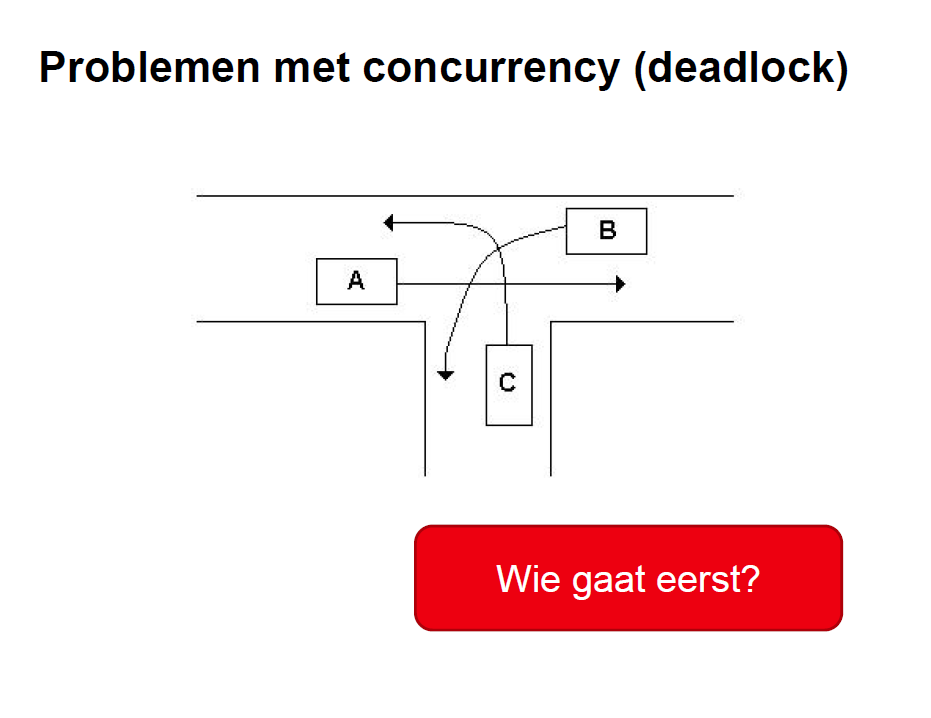 Problemen met concurrency (deadlock)
B
A
C
Wie gaat eerst?